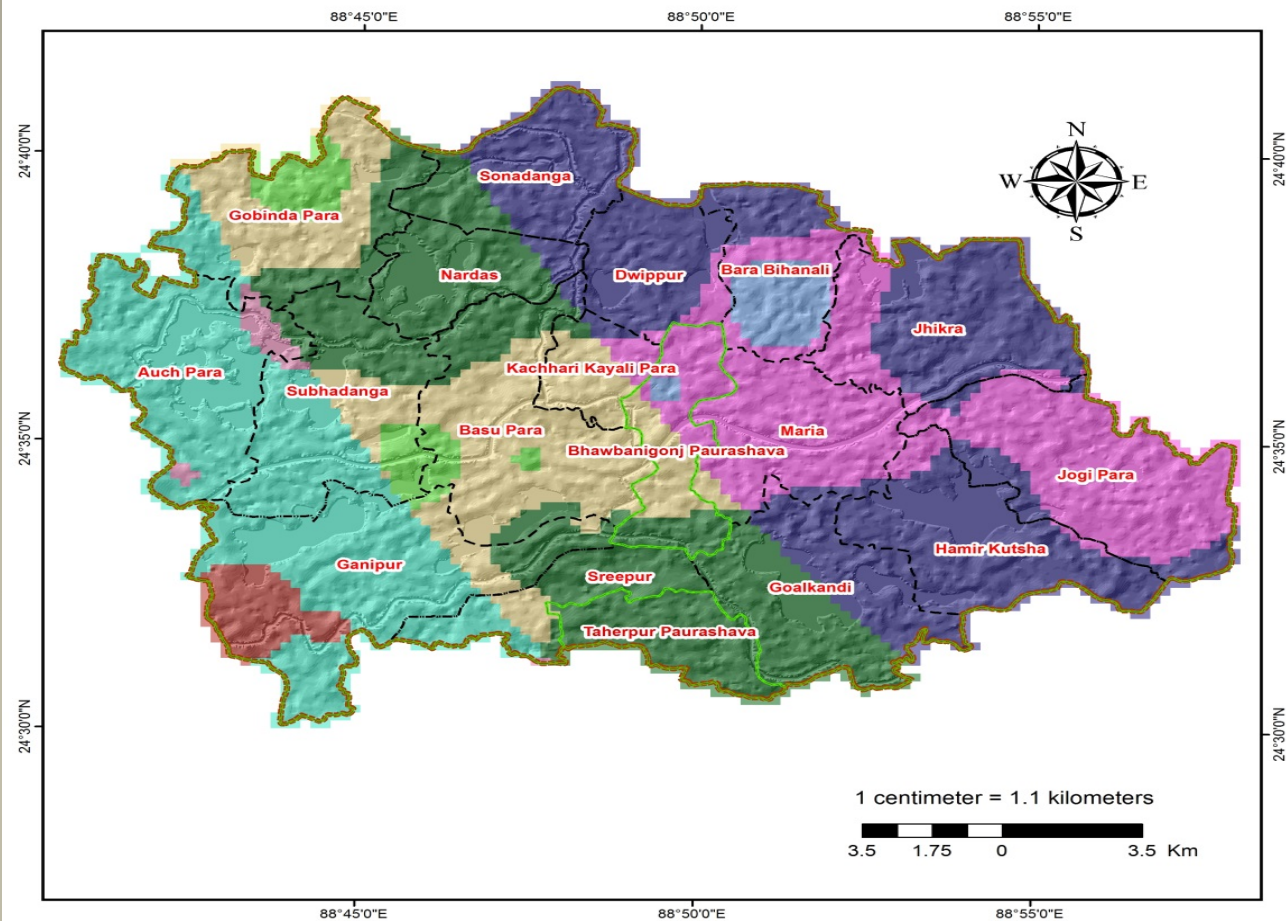 88°45'0"E
88°50'0"E
88°55'0"E
24°40'0"N
24°40'0"N
N
W
E
S
Sonadanga
Gobinda Para
Nardas
Dwippur
Bara Bihanali
Jhikra
Auch Para
Subhadanga
Kachhari Kayali Para
Basu Para
Maria
Bhawbanigonj Paurashava
24°35'0"N
24°35'0"N
Jogi Para
Hamir Kutsha
Ganipur
Sreepur
Goalkandi
Taherpur Paurashava
24°30'0"N
24°30'0"N
1 centimeter = 1.1 kilometers
3.5 1.75 0 3.5 Km
88°45'0"E
88°50'0"E
88°55'0"E